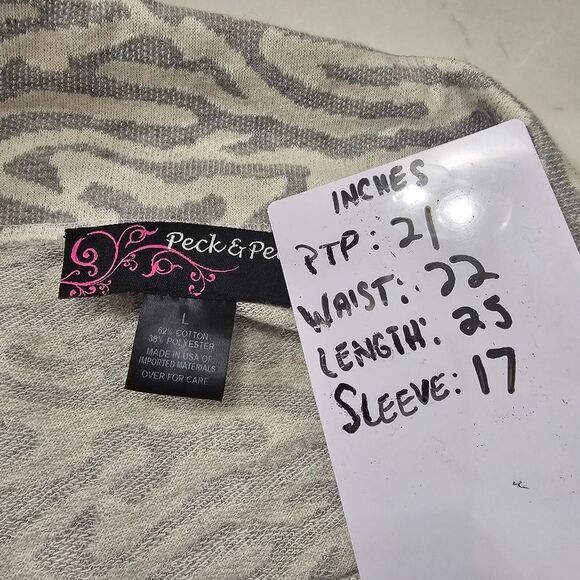 Peck & Pe
L
62% COTTON
38% POLYESTER
MADE IN USA OF
IMPORTED MATERIALS
OVER FOR CARE
INCHES
PTP: 21
WAIST: 22
LENGTH: 25
SLEEVE: 17